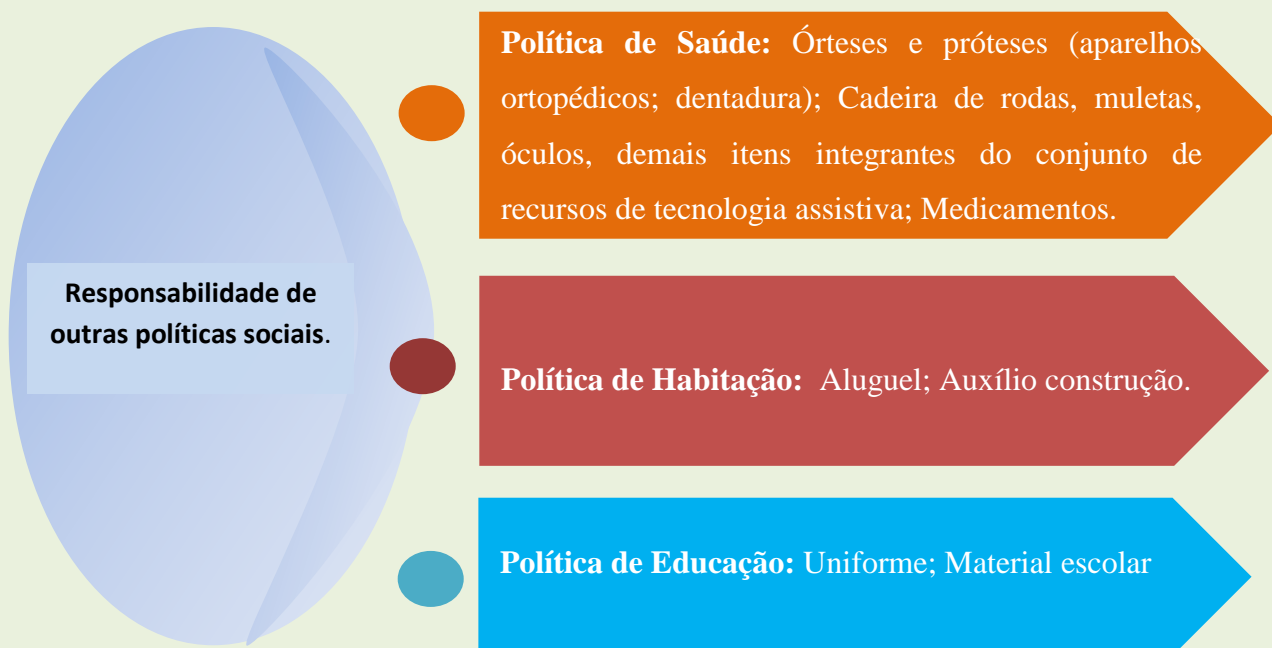 Responsabilidade de
outras políticas sociais.
Política de Saúde: Órteses e próteses (aparelhos
ortopédicos; dentadura); Cadeira de rodas, muletas,
óculos, demais itens integrantes do conjunto de
recursos de tecnologia assistiva; Medicamentos.
Política de Habitação: Aluguel; Auxílio construção.
Política de Educação: Uniforme; Material escolar